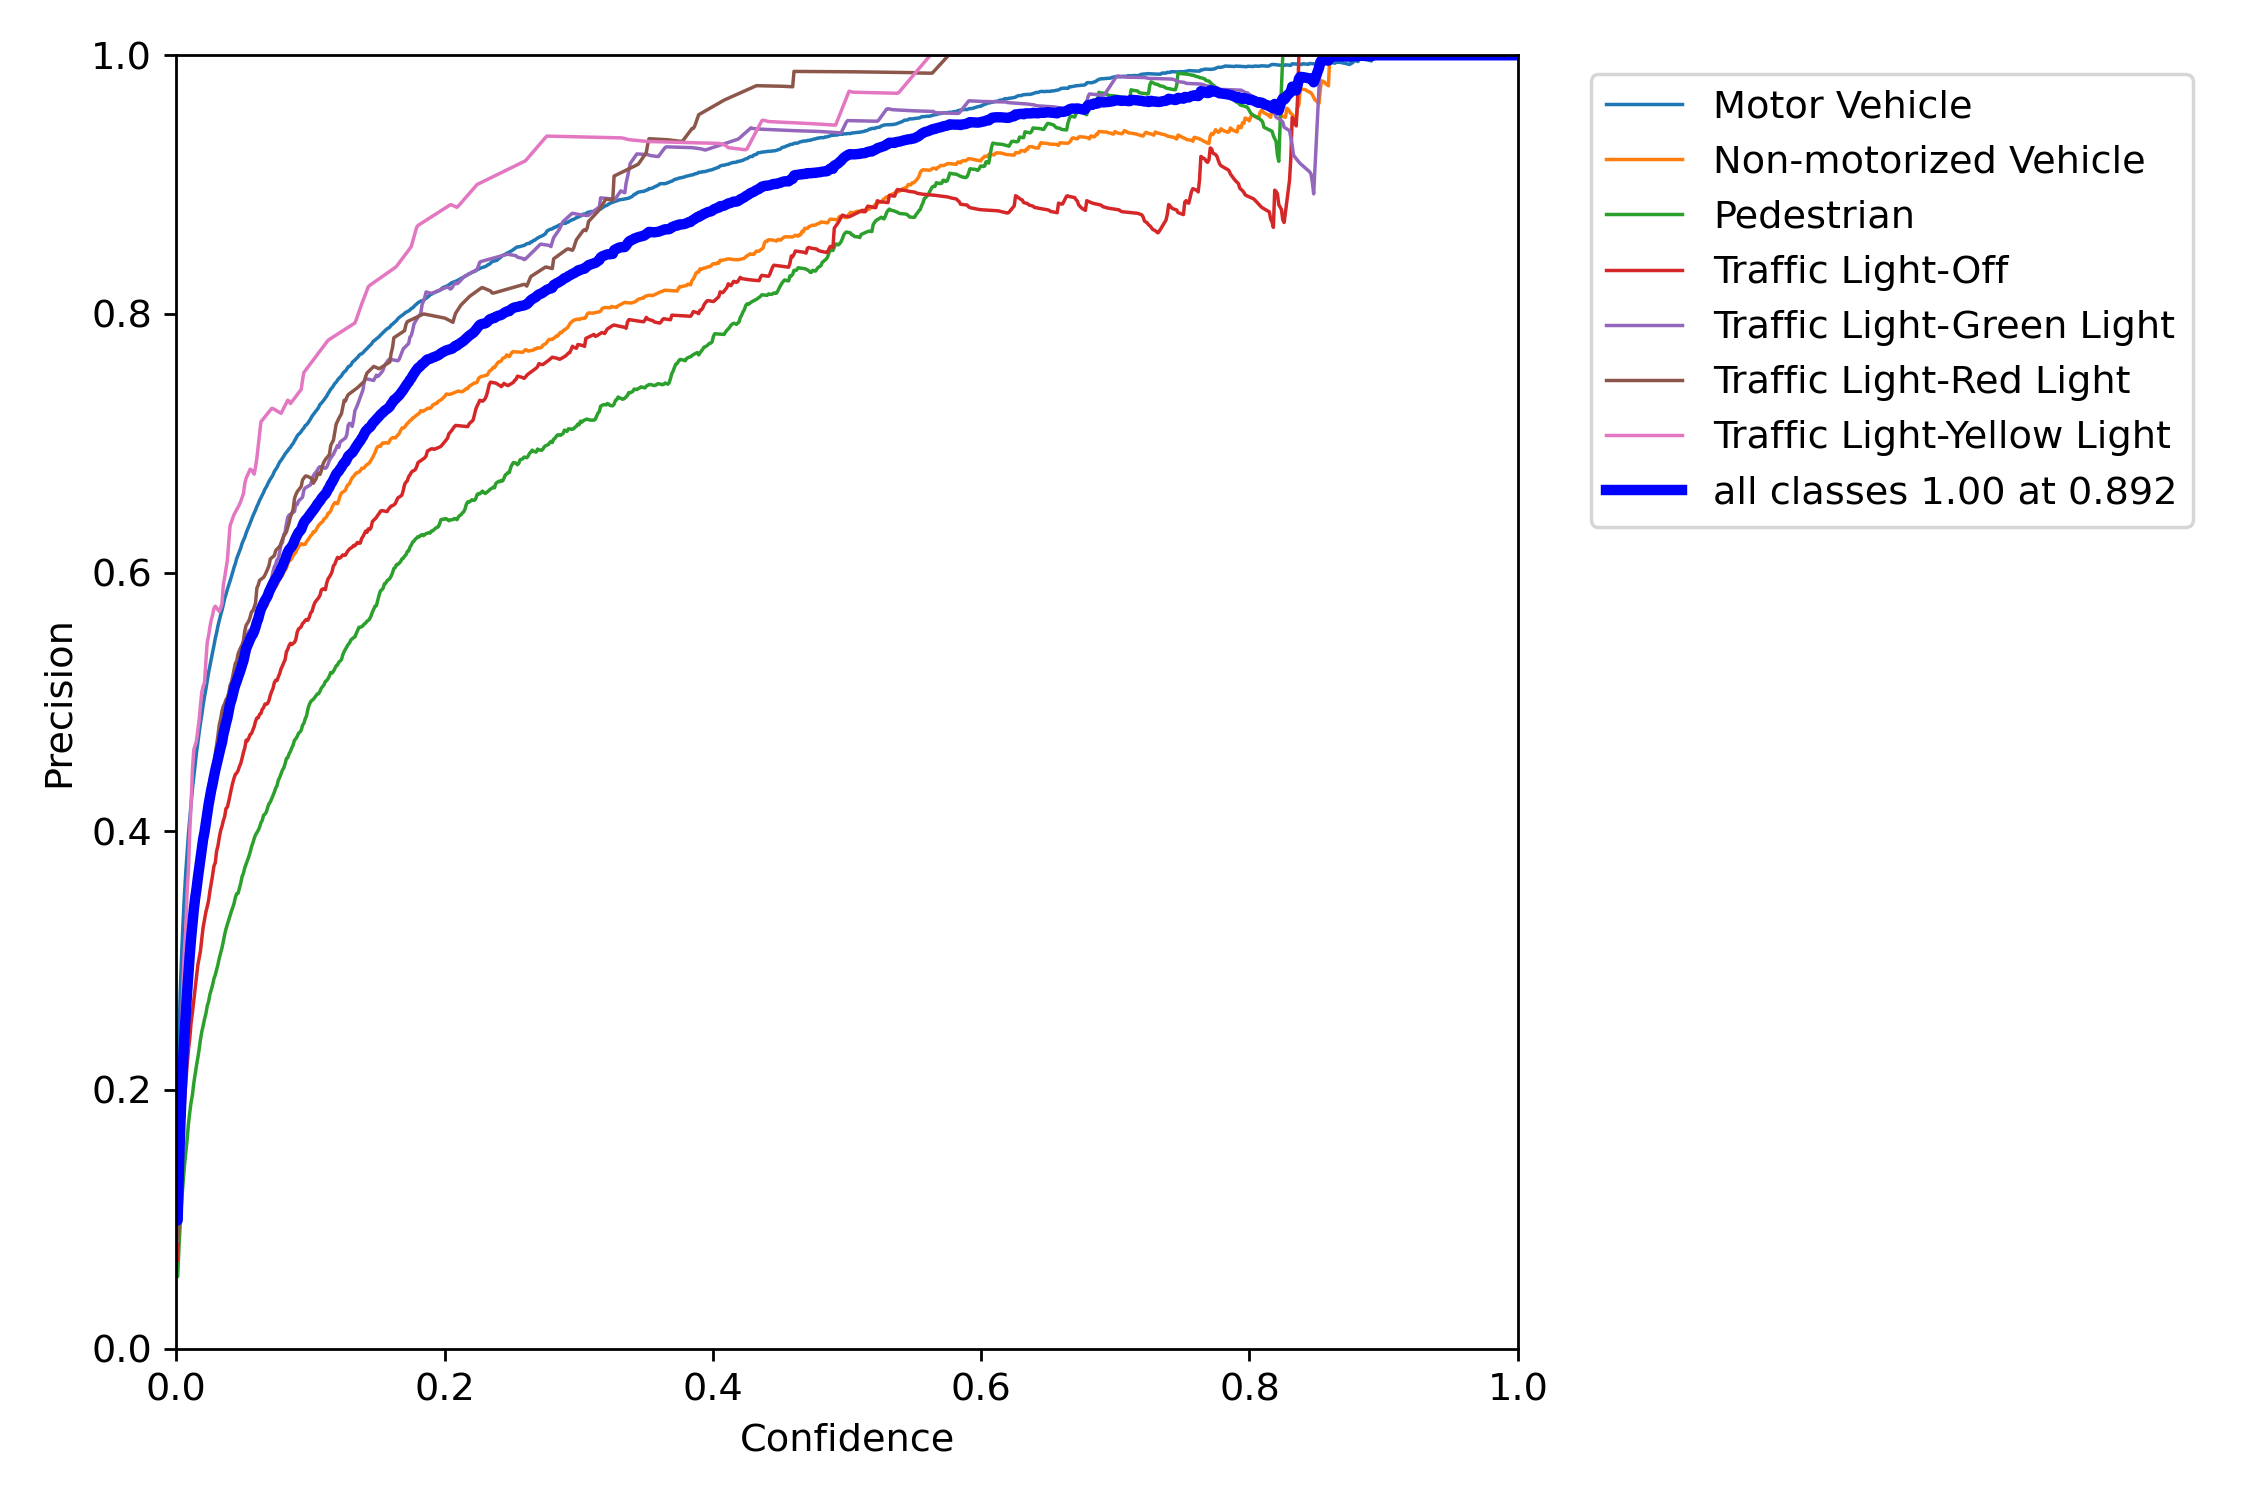 1.0
0.8
0.6
0.4
0.2
0.0
Precision
0.0 0.2 0.4 0.6 0.8 1.0
Confidence
Motor Vehicle
Non-motorized Vehicle
Pedestrian
Traffic Light-Off
Traffic Light-Green Light
Traffic Light-Red Light
Traffic Light-Yellow Light
all classes 1.00 at 0.892